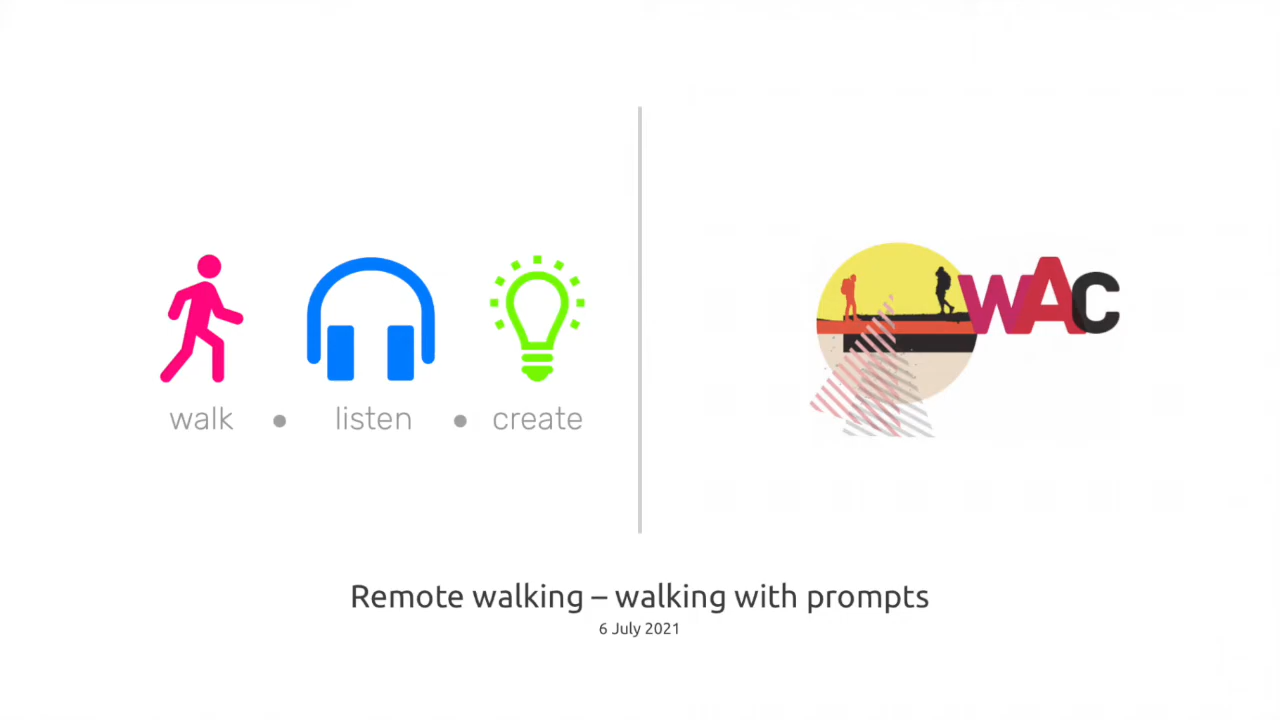 walk • listen • create
WAC
Remote walking – walking with prompts
6 July 2021